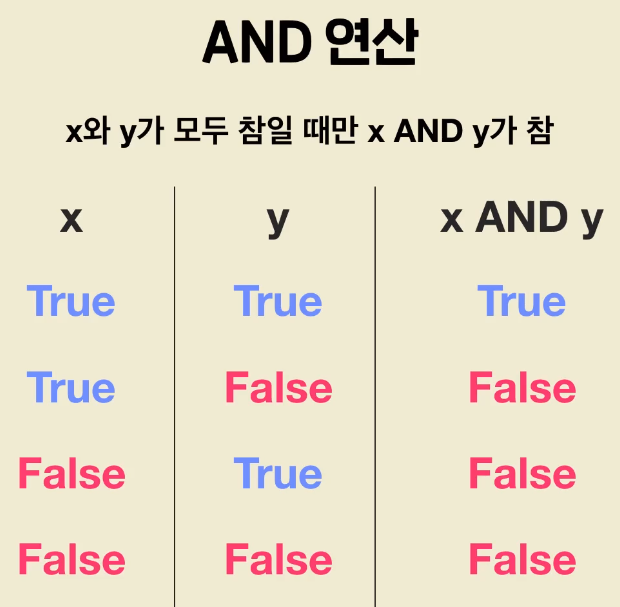 AND 연산
x와 y가 모두 참일 때만 x AND y가 참
x y x AND y
True True True
True False False
False True False
False False False